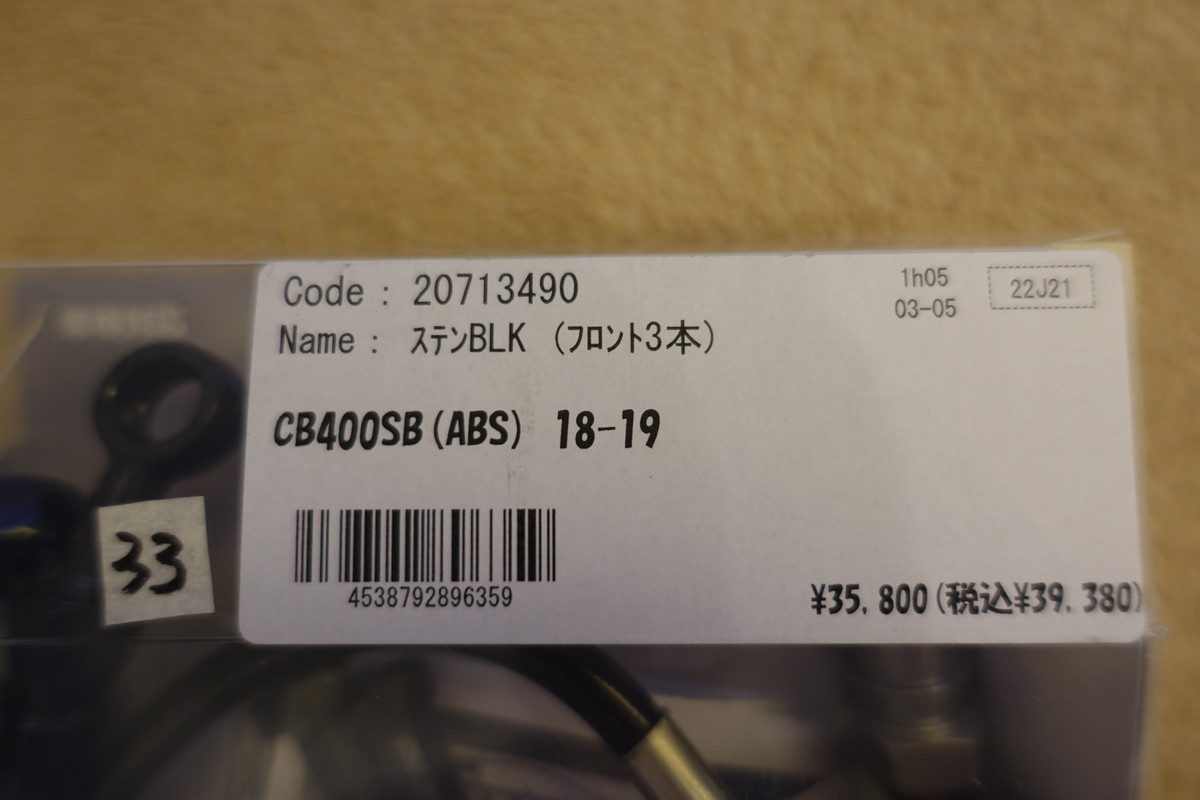 Code : 20713490
1h05
03-05
22J21
Name : ｽﾃﾝBLK (ﾌﾛﾝﾄ3本)
CB400SB(ABS) 18-19
33
4538792896359
¥35,800(税込¥39,380)